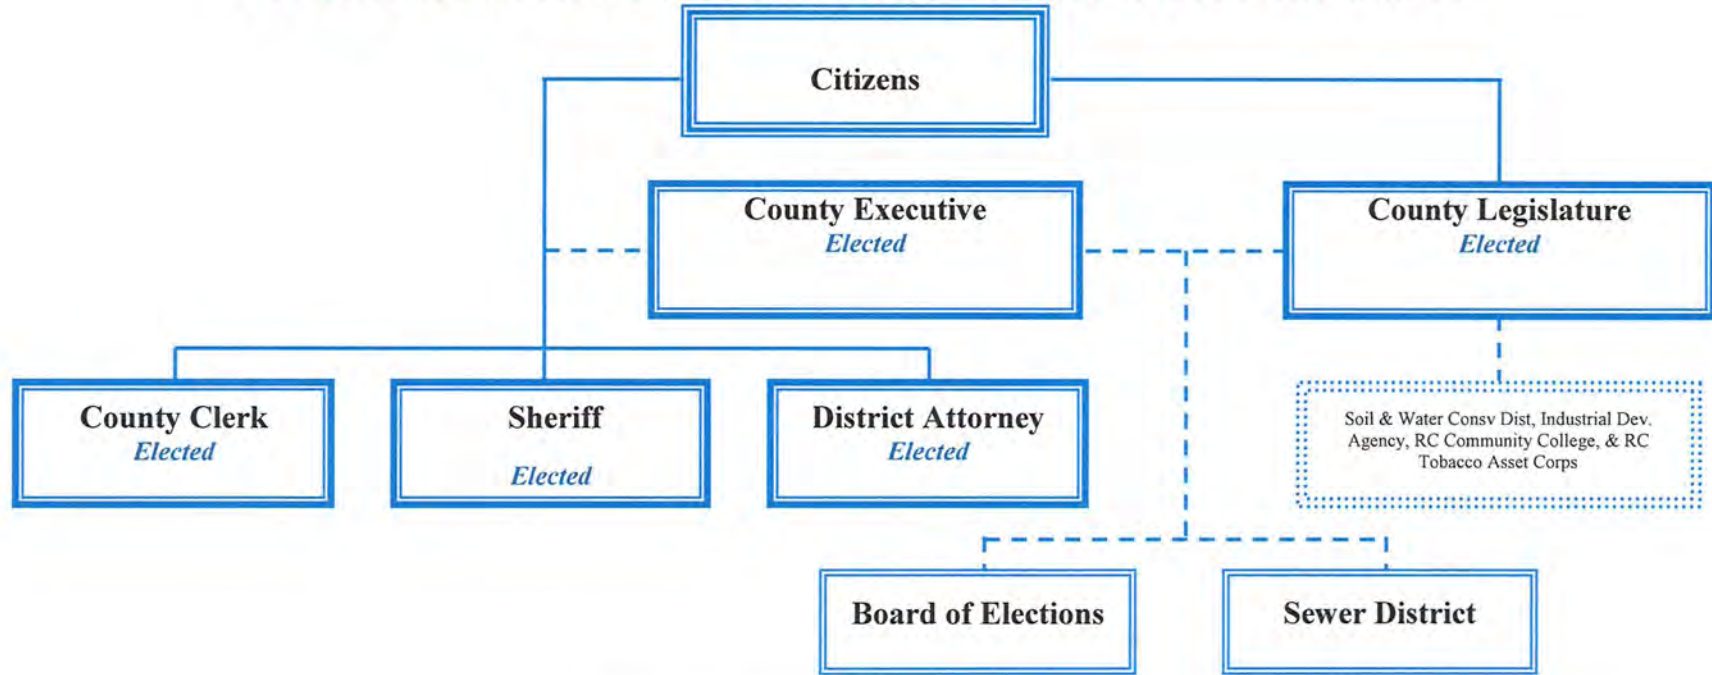 Citizens
County Executive
Elected
County Legislature
Elected
County Clerk
Elected
Sheriff
Elected
District Attorney
Elected
Soil & Water Consv Dist, Industrial Dev.
Agency, RC Community College, & RC
Tobacco Asset Corps
Board of Elections
Sewer District